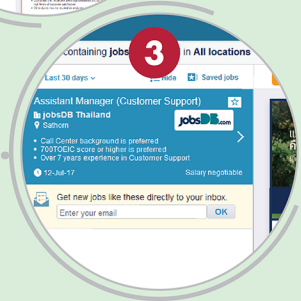 3
containing jobs in All locations
Last 30 days Hide Saved jobs
Assistant Manager (Customer Support)
jobsDB Thailand
Sathorn
jobsDB.com
• Call Center background is preferred
• 700TOEIC score or higher is preferred
• Over 7 years experience in Customer Support
12-Jul-17 Salary negotiable
Get new jobs like these directly to your inbox.
Enter your email OK